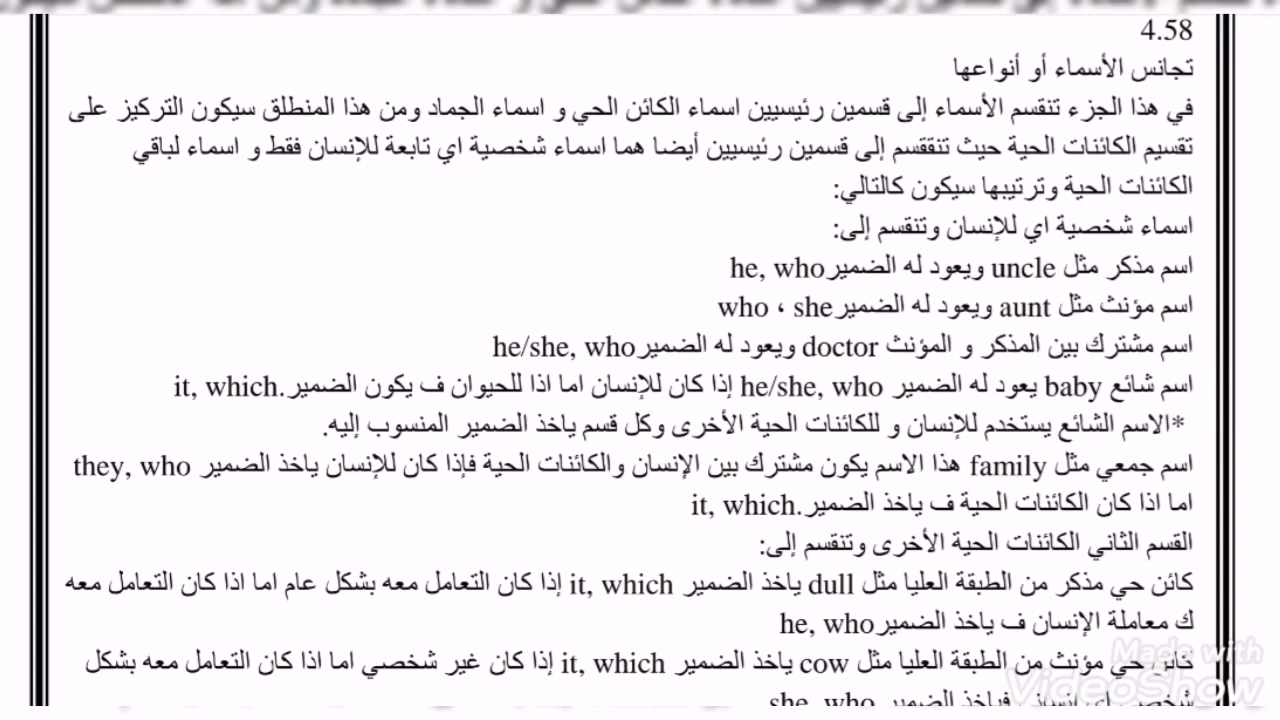 4.58
تجانس الأسماء أو أنواعها
في هذا الجزء تنقسم الأسماء إلى قسمين رئيسيين اسماء الكائن الحي و اسماء الجماد ومن هذا المنطلق سيكون التركيز على
تقسيم الكائنات الحية حيث تنققسم إلى قسمين رئيسيين أيضا هما اسماء شخصية اي تابعة للإنسان فقط و اسماء لباقي
الكائنات الحية وترتيبها سيكون كالتالي:
اسماء شخصية اي للإنسان وتنقسم إلى:
اسم مذكر مثل uncle ويعود له الضمير he, who
اسم مؤنث مثل aunt ويعود له الضمير she ، who
اسم مشترك بين المذكر و المؤنث doctor ويعود له الضمير he/she, who
اسم شائع baby يعود له الضمير he/she, who إذا كان للإنسان اما اذا للحيوان ف يكون الضمير .it, which
*الاسم الشائع يستخدم للإنسان و للكائنات الحية الأخرى وكل قسم ياخذ الضمير المنسوب إليه.
اسم جمعي مثل family هذا الاسم يكون مشترك بين الإنسان والكائنات الحية فإذا كان للإنسان ياخذ الضمير they, who
اما اذا كان الكائنات الحية ف ياخذ الضمير .it, which
القسم الثاني الكائنات الحية الأخرى وتنقسم إلى:
كائن حي مذكر من الطبقة العليا مثل dull ياخذ الضمير it, which إذا كان التعامل معه بشكل عام اما اذا كان التعامل معه
ك معاملة الإنسان ف ياخذ الضمير he, who
كائن حي مؤنث من الطبقة العليا مثل cow ياخذ الضمير it, which إذا كان غير شخصي اما اذا كان التعامل معه بشكل
شخصي اي انساني فياخذ الضمير she, who
Made with
VideoShow